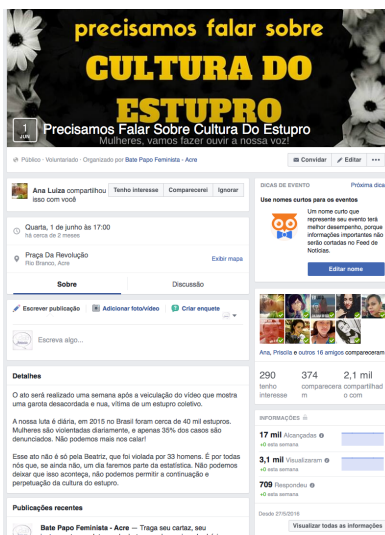 precisamos falar sobre
CULTURA DO
ESTUPRO
1
JUN
Precisamos Falar Sobre Cultura Do Estupro
Mulheres, vamos fazer ouvir a nossa voz!
Público · Voluntariado · Organizado por Bate Papo Feminista - Acre
Convidar
Editar
Ana Luiza compartilhou
isso com você
Tenho interesse
Comparecerei
Ignorar
Quarta, 1 de junho às 17:00
há cerca de 2 meses
Praça Da Revolução
Rio Branco, Acre
Exibir mapa
Sobre
Discussão
Escrever publicação
Adicionar foto/vídeo
Criar enquete
Escreva algo...
Detalhes
O ato será realizado uma semana após a veiculação do vídeo que mostra
uma garota desacordada e nua, vítima de um estupro coletivo.
A nossa luta é diária, em 2015 no Brasil foram cerca de 40 mil estupros.
Mulheres são violentadas diariamente, e apenas 35% dos casos são
denunciados. Não podemos mais nos calar!
Esse ato não é só pela Beatriz, que foi violada por 33 homens. É por todas
nós que, se ainda não, um dia faremos parte da estatística. Não podemos
deixar que isso aconteça, não podemos permitir a continuação e
perpetuação da cultura do estupro.
Publicações recentes
Bate Papo Feminista - Acre — Traga seu cartaz, seu
DICAS DE EVENTO
Próxima dica
Use nomes curtos para os eventos
Um nome curto que
represente seu evento terá
melhor desempenho, porque
informações importantes não
serão cortadas no Feed de
Notícias.
Editar nome
Ana, Priscila e outros 16 amigos compareceram
290
374
2,1 mil
tenho
interesse
comparecera
m
compartilhad
o com
INFORMAÇÕES
17 mil Alcançadas
+0 esta semana
3,1 mil Visualizaram
+0 esta semana
709 Respondeu
+0 esta semana
Desde 27/5/2016
Visualizar todas as informações